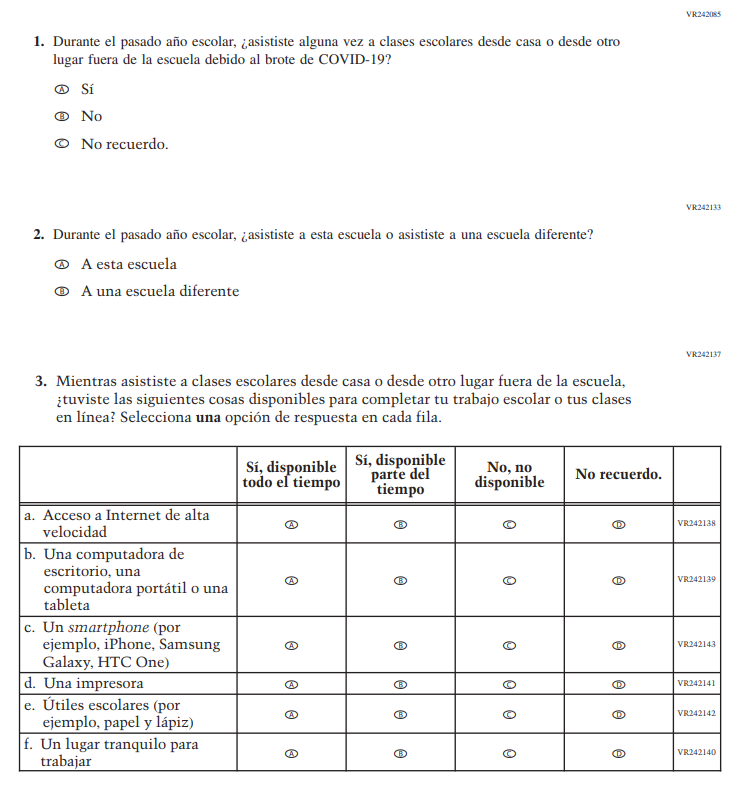 VR242085
1. Durante el pasado año escolar, ¿asististe alguna vez a clases escolares desde casa o desde otro
lugar fuera de la escuela debido al brote de COVID-19?
Ⓐ Sí
Ⓑ No
Ⓒ No recuerdo.
VR242133
2. Durante el pasado año escolar, ¿asististe a esta escuela o asististe a una escuela diferente?
Ⓐ A esta escuela
Ⓑ A una escuela diferente
VR242137
3. Mientras asististe a clases escolares desde casa o desde otro lugar fuera de la escuela,
¿tuviste las siguientes cosas disponibles para completar tu trabajo escolar o tus clases
en línea? Selecciona una opción de respuesta en cada fila.
Sí, disponible
todo el tiempo
Sí, disponible
parte del
tiempo
No, no
disponible
No recuerdo.
a. Acceso a Internet de alta
velocidad
Ⓐ Ⓑ Ⓒ Ⓓ VR242138
b. Una computadora de
escritorio, una
computadora portátil o una
tableta
Ⓐ Ⓑ Ⓒ Ⓓ VR242139
c. Un smartphone (por
ejemplo, iPhone, Samsung
Galaxy, HTC One)
Ⓐ Ⓑ Ⓒ Ⓓ VR242143
d. Una impresora
Ⓐ Ⓑ Ⓒ Ⓓ VR242141
e. Útiles escolares (por
ejemplo, papel y lápiz)
Ⓐ Ⓑ Ⓒ Ⓓ VR242142
f. Un lugar tranquilo para
trabajar
Ⓐ Ⓑ Ⓒ Ⓓ VR242140